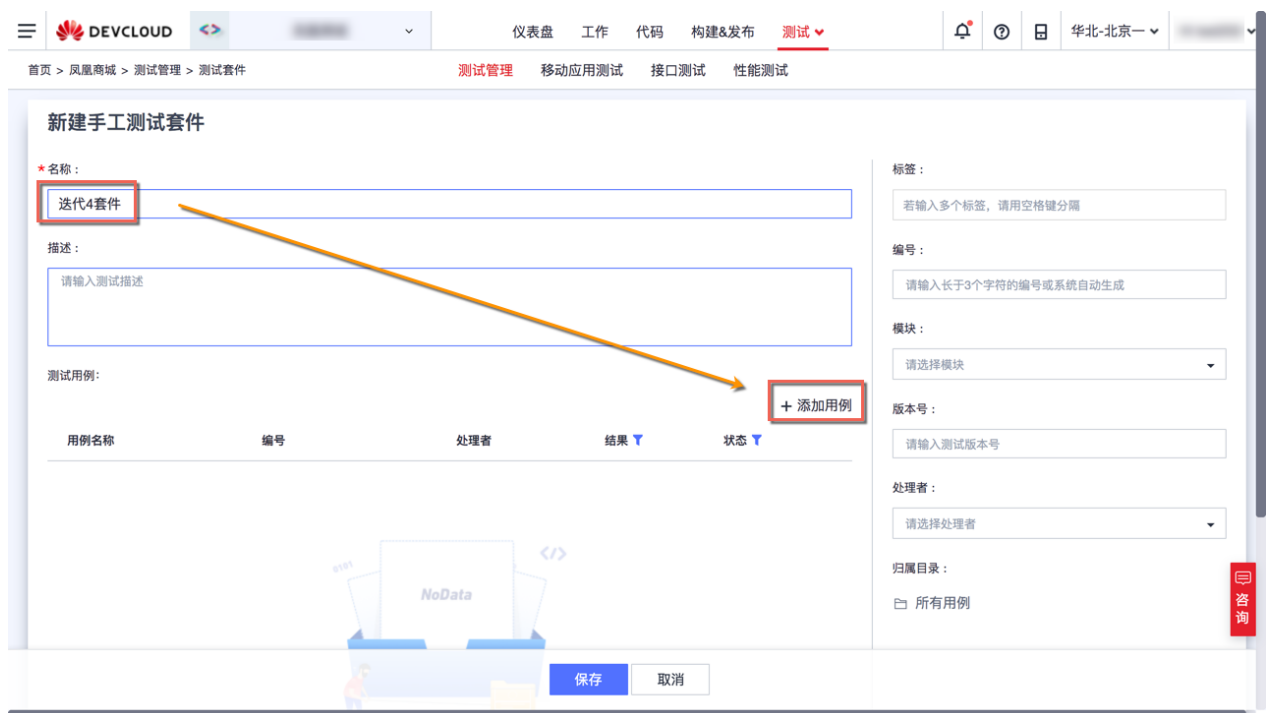 DEVCLOUD
仪表盘 工作 代码 构建&发布 测试
华北-北京一
首页 > 凤凰商城 > 测试管理 > 测试套件
测试管理 移动应用测试 接口测试 性能测试
新建手工测试套件
*名称：
迭代4套件
描述：
请输入测试描述
测试用例:
+ 添加用例
用例名称 编号 处理者 结果 状态
0101
</>
NoData
标签：
若输入多个标签，请用空格键分隔
编号：
请输入长于3个字符的编号或系统自动生成
模块：
请选择模块
版本号：
请输入测试版本号
处理者：
请选择处理者
归属目录：
所有用例
咨询
保存 取消